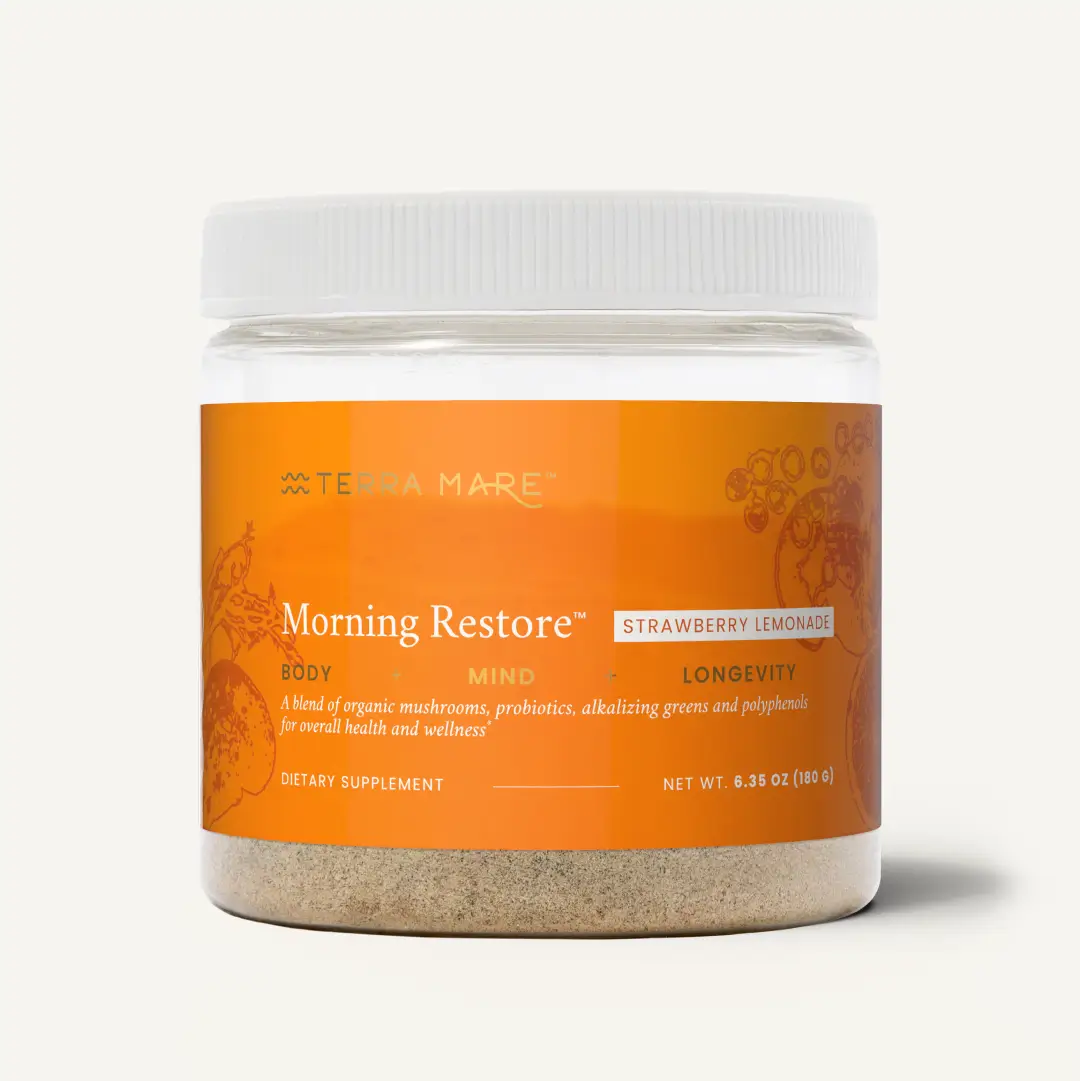 TERRA MARE™
Morning Restore™ STRAWBERRY LEMONADE
BODY + MIND + LONGEVITY
A blend of organic mushrooms, probiotics, alkalizing greens and polyphenols
for overall health and wellness*
DIETARY SUPPLEMENT NET WT. 6.35 OZ (180 G)